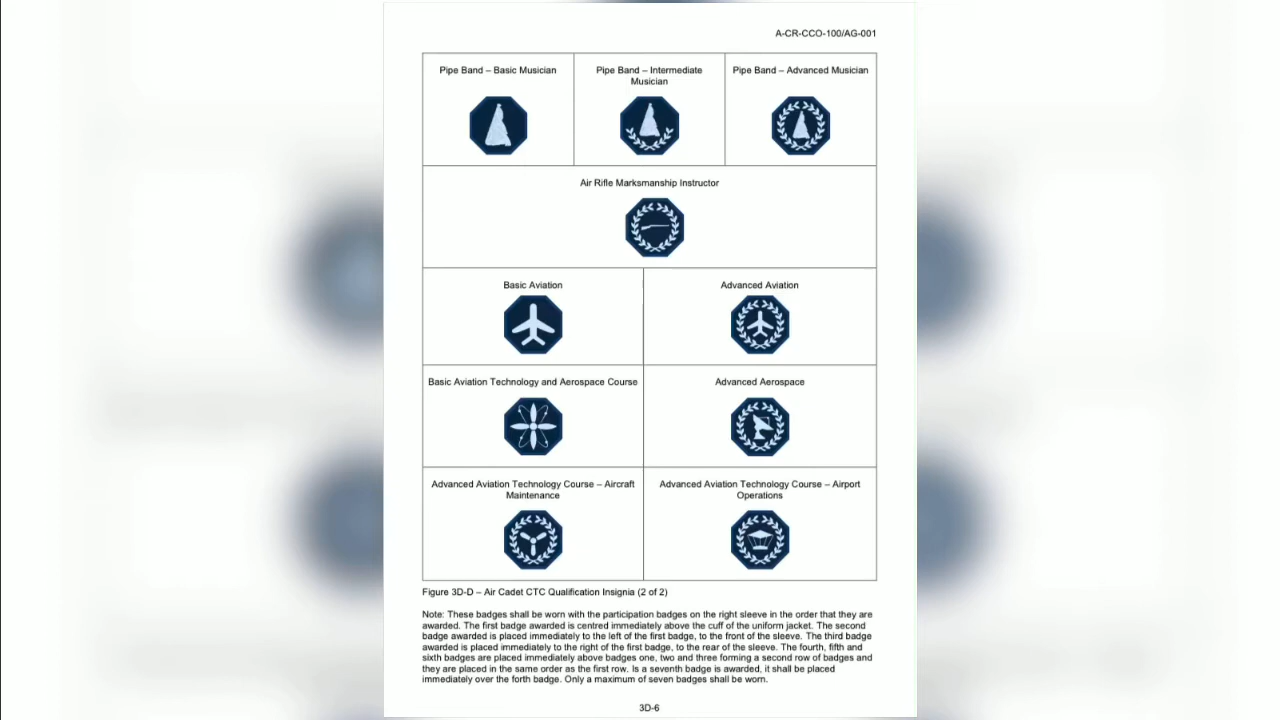 A-CR-CCO-100/AG-001
Pipe Band – Basic Musician
Pipe Band – Intermediate
Musician
Pipe Band – Advanced Musician
Air Rifle Marksmanship Instructor
Basic Aviation
Advanced Aviation
Basic Aviation Technology and Aerospace Course
Advanced Aerospace
Advanced Aviation Technology Course – Aircraft
Maintenance
Advanced Aviation Technology Course – Airport
Operations
Figure 3D-D – Air Cadet CTC Qualification Insignia (2 of 2)
Note: These badges shall be worn with the participation badges on the right sleeve in the order that they are
awarded. The first badge awarded is centred immediately above the cuff of the uniform jacket. The second
badge awarded is placed immediately to the left of the first badge, to the front of the sleeve. The third badge
awarded is placed immediately to the right of the first badge, to the rear of the sleeve. The fourth, fifth and
sixth badges are placed immediately above badges one, two and three forming a second row of badges and
they are placed in the same order as the first row. Is a seventh badge is awarded, it shall be placed
immediately over the forth badge. Only a maximum of seven badges shall be worn.
3D-6